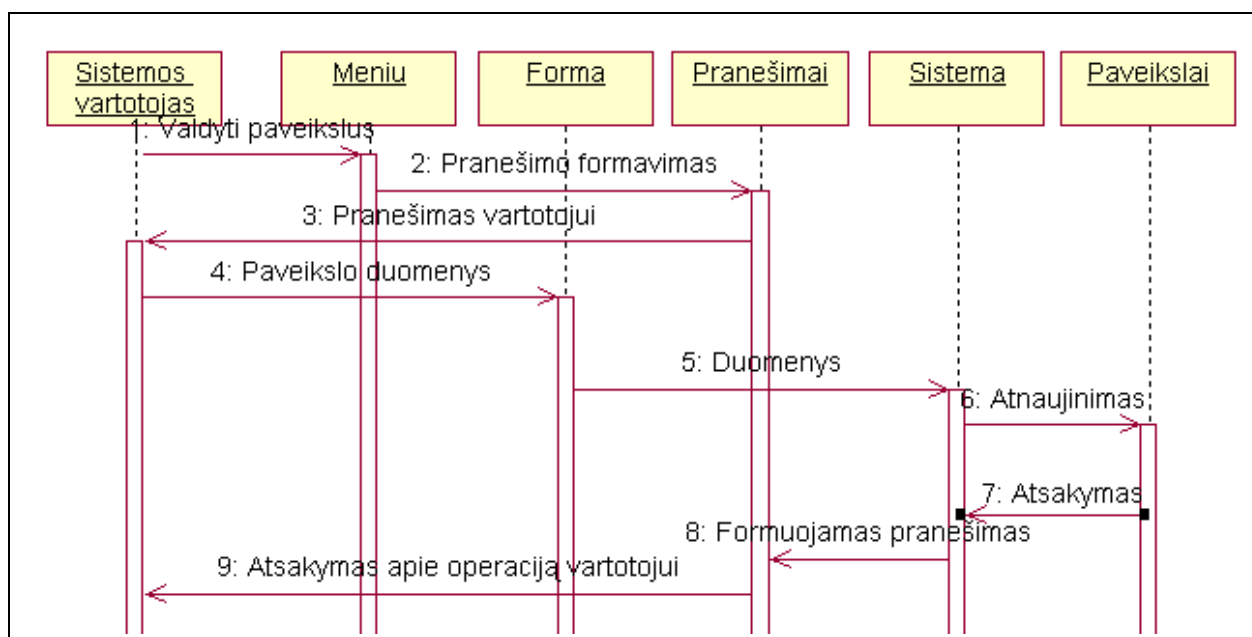 Sistemos
vartotojas
Meniu
Forma
Pranešimai
Sistema
Paveikslai
1: Valdyti paveikslus
2: Pranešimo formavimas
3: Pranešimas vartotojui
4: Paveikslo duomenys
5: Duomenys
6: Atnaujinimas
7: Atsakymas
8: Formuojamas pranešimas
9: Atsakymas apie operaciją vartotojui